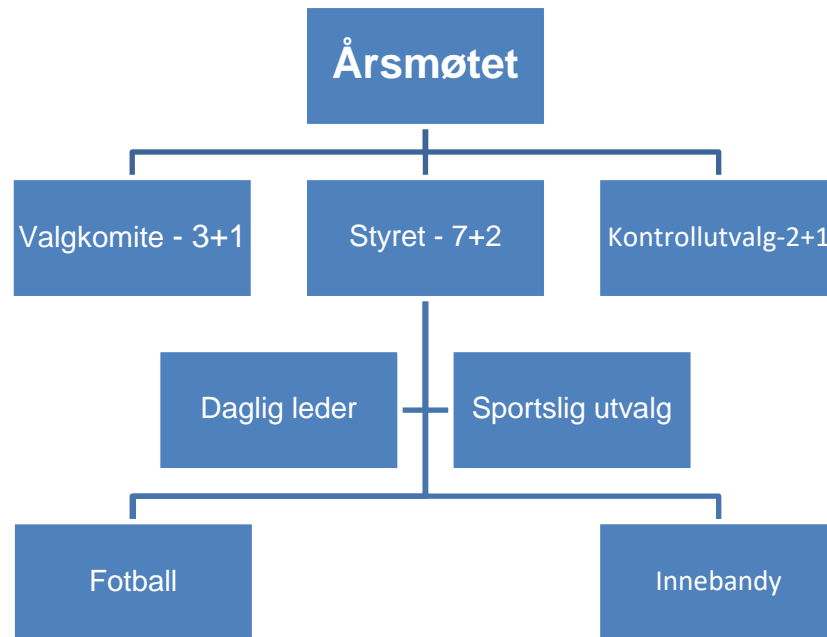 Årsmøtet
Valgkomite - 3+1
Styret - 7+2
Kontrollutvalg-2+1
Daglig leder
Sportslig utvalg
Fotball
Innebandy